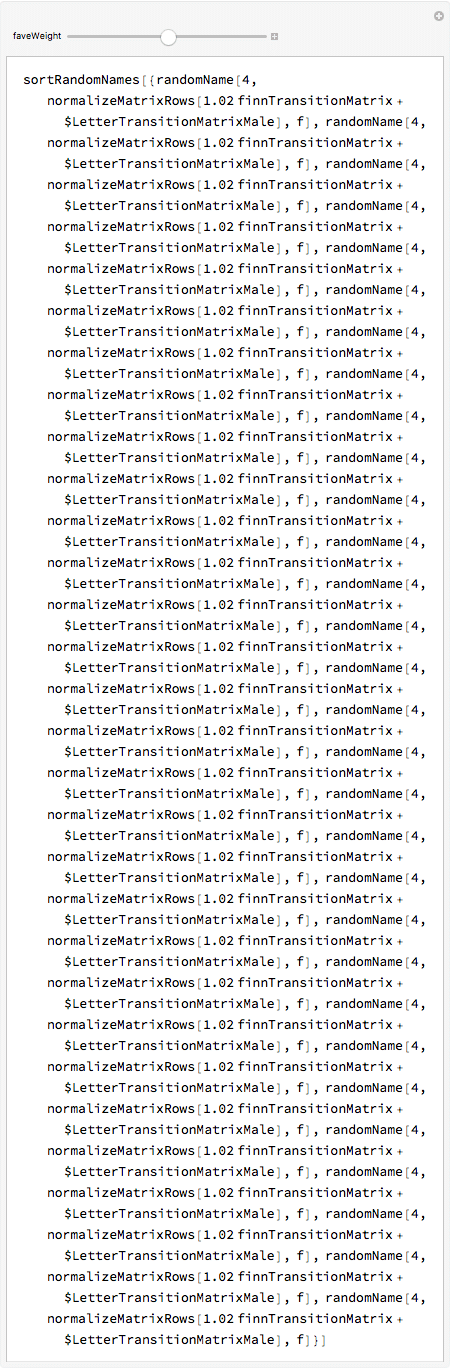 faveWeight
sortRandomNames[{randomName[4,
normalizeMatrixRows[1.02 finnTransitionMatrix +
$LetterTransitionMatrixMale], f], randomName[4,
normalizeMatrixRows[1.02 finnTransitionMatrix +
$LetterTransitionMatrixMale], f], randomName[4,
normalizeMatrixRows[1.02 finnTransitionMatrix +
$LetterTransitionMatrixMale], f], randomName[4,
normalizeMatrixRows[1.02 finnTransitionMatrix +
$LetterTransitionMatrixMale], f], randomName[4,
normalizeMatrixRows[1.02 finnTransitionMatrix +
$LetterTransitionMatrixMale], f], randomName[4,
normalizeMatrixRows[1.02 finnTransitionMatrix +
$LetterTransitionMatrixMale], f], randomName[4,
normalizeMatrixRows[1.02 finnTransitionMatrix +
$LetterTransitionMatrixMale], f], randomName[4,
normalizeMatrixRows[1.02 finnTransitionMatrix +
$LetterTransitionMatrixMale], f], randomName[4,
normalizeMatrixRows[1.02 finnTransitionMatrix +
$LetterTransitionMatrixMale], f], randomName[4,
normalizeMatrixRows[1.02 finnTransitionMatrix +
$LetterTransitionMatrixMale], f], randomName[4,
normalizeMatrixRows[1.02 finnTransitionMatrix +
$LetterTransitionMatrixMale], f], randomName[4,
normalizeMatrixRows[1.02 finnTransitionMatrix +
$LetterTransitionMatrixMale], f], randomName[4,
normalizeMatrixRows[1.02 finnTransitionMatrix +
$LetterTransitionMatrixMale], f], randomName[4,
normalizeMatrixRows[1.02 finnTransitionMatrix +
$LetterTransitionMatrixMale], f], randomName[4,
normalizeMatrixRows[1.02 finnTransitionMatrix +
$LetterTransitionMatrixMale], f], randomName[4,
normalizeMatrixRows[1.02 finnTransitionMatrix +
$LetterTransitionMatrixMale], f], randomName[4,
normalizeMatrixRows[1.02 finnTransitionMatrix +
$LetterTransitionMatrixMale], f], randomName[4,
normalizeMatrixRows[1.02 finnTransitionMatrix +
$LetterTransitionMatrixMale], f], randomName[4,
normalizeMatrixRows[1.02 finnTransitionMatrix +
$LetterTransitionMatrixMale], f], randomName[4,
normalizeMatrixRows[1.02 finnTransitionMatrix +
$LetterTransitionMatrixMale], f], randomName[4,
normalizeMatrixRows[1.02 finnTransitionMatrix +
$LetterTransitionMatrixMale], f], randomName[4,
normalizeMatrixRows[1.02 finnTransitionMatrix +
$LetterTransitionMatrixMale], f], randomName[4,
normalizeMatrixRows[1.02 finnTransitionMatrix +
$LetterTransitionMatrixMale], f], randomName[4,
normalizeMatrixRows[1.02 finnTransitionMatrix +
$LetterTransitionMatrixMale], f], randomName[4,
normalizeMatrixRows[1.02 finnTransitionMatrix +
$LetterTransitionMatrixMale], f], randomName[4,
normalizeMatrixRows[1.02 finnTransitionMatrix +
$LetterTransitionMatrixMale], f], randomName[4,
normalizeMatrixRows[1.02 finnTransitionMatrix +
$LetterTransitionMatrixMale], f], randomName[4,
normalizeMatrixRows[1.02 finnTransitionMatrix +
$LetterTransitionMatrixMale], f], randomName[4,
normalizeMatrixRows[1.02 finnTransitionMatrix +
$LetterTransitionMatrixMale], f], randomName[4,
normalizeMatrixRows[1.02 finnTransitionMatrix +
$LetterTransitionMatrixMale], f]}]